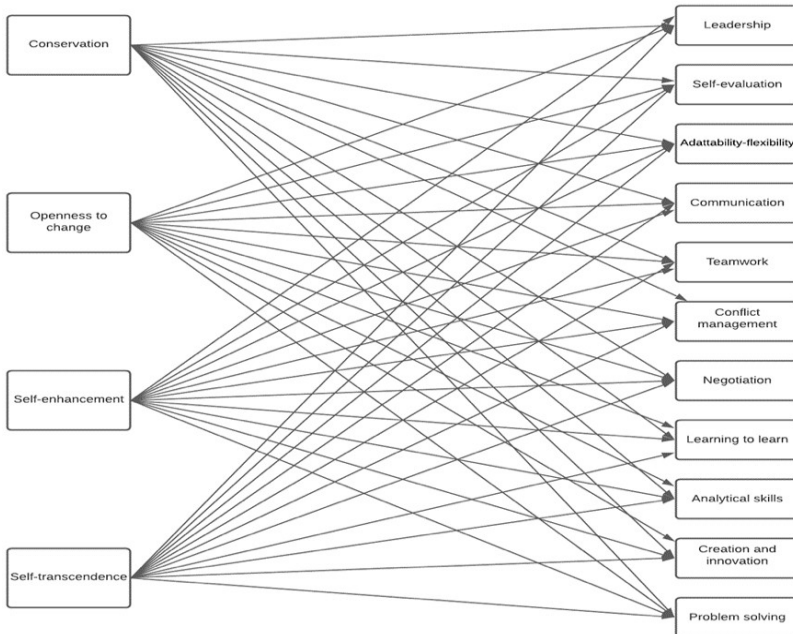 Conservation
Openness to
change
Self-enhancement
Self-transcendence
Leadership
Self-evaluation
Adattability-flexibility
Communication
Teamwork
Conflict
management
Negotiation
Learning to learn
Analytical skills
Creation and
innovation
Problem solving